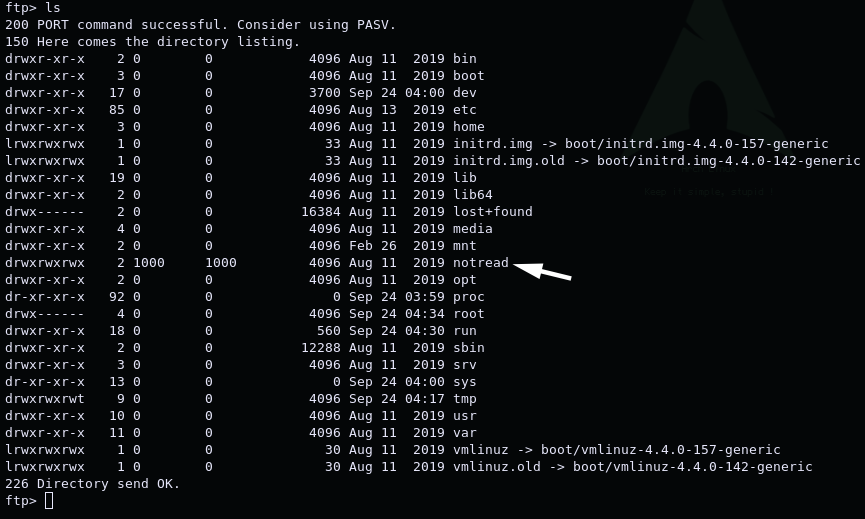 ftp> ls
200 PORT command successful. Consider using PASV.
150 Here comes the directory listing.
drwxr-xr-x    2 0        0            4096 Aug 11  2019 bin
drwxr-xr-x    3 0        0            4096 Aug 11  2019 boot
drwxr-xr-x   17 0        0            3700 Sep 24 04:00 dev
drwxr-xr-x   85 0        0            4096 Aug 13  2019 etc
drwxr-xr-x    3 0        0            4096 Aug 11  2019 home
lrwxrwxrwx    1 0        0              33 Aug 11  2019 initrd.img -> boot/initrd.img-4.4.0-157-generic
lrwxrwxrwx    1 0        0              33 Aug 11  2019 initrd.img.old -> boot/initrd.img-4.4.0-142-generic
drwxr-xr-x   19 0        0            4096 Aug 11  2019 lib
drwxr-xr-x    2 0        0            4096 Aug 11  2019 lib64
drwx------    2 0        0           16384 Aug 11  2019 lost+found
drwxr-xr-x    4 0        0            4096 Aug 11  2019 media
drwxr-xr-x    2 0        0            4096 Feb 26  2019 mnt
drwxrwxrwx    2 1000     1000         4096 Aug 11  2019 notread
drwxr-xr-x    2 0        0            4096 Aug 11  2019 opt
dr-xr-xr-x   92 0        0               0 Sep 24 03:59 proc
drwx------    4 0        0            4096 Sep 24 04:34 root
drwxr-xr-x   18 0        0             560 Sep 24 04:30 run
drwxr-xr-x    2 0        0           12288 Aug 11  2019 sbin
drwxr-xr-x    3 0        0            4096 Aug 11  2019 srv
dr-xr-xr-x   13 0        0               0 Sep 24 04:00 sys
drwxrwxrwt    9 0        0            4096 Sep 24 04:17 tmp
drwxr-xr-x   10 0        0            4096 Aug 11  2019 usr
drwxr-xr-x   11 0        0            4096 Aug 11  2019 var
lrwxrwxrwx    1 0        0              30 Aug 11  2019 vmlinuz -> boot/vmlinuz-4.4.0-157-generic
lrwxrwxrwx    1 0        0              30 Aug 11  2019 vmlinuz.old -> boot/vmlinuz-4.4.0-142-generic
226 Directory send OK.
ftp>